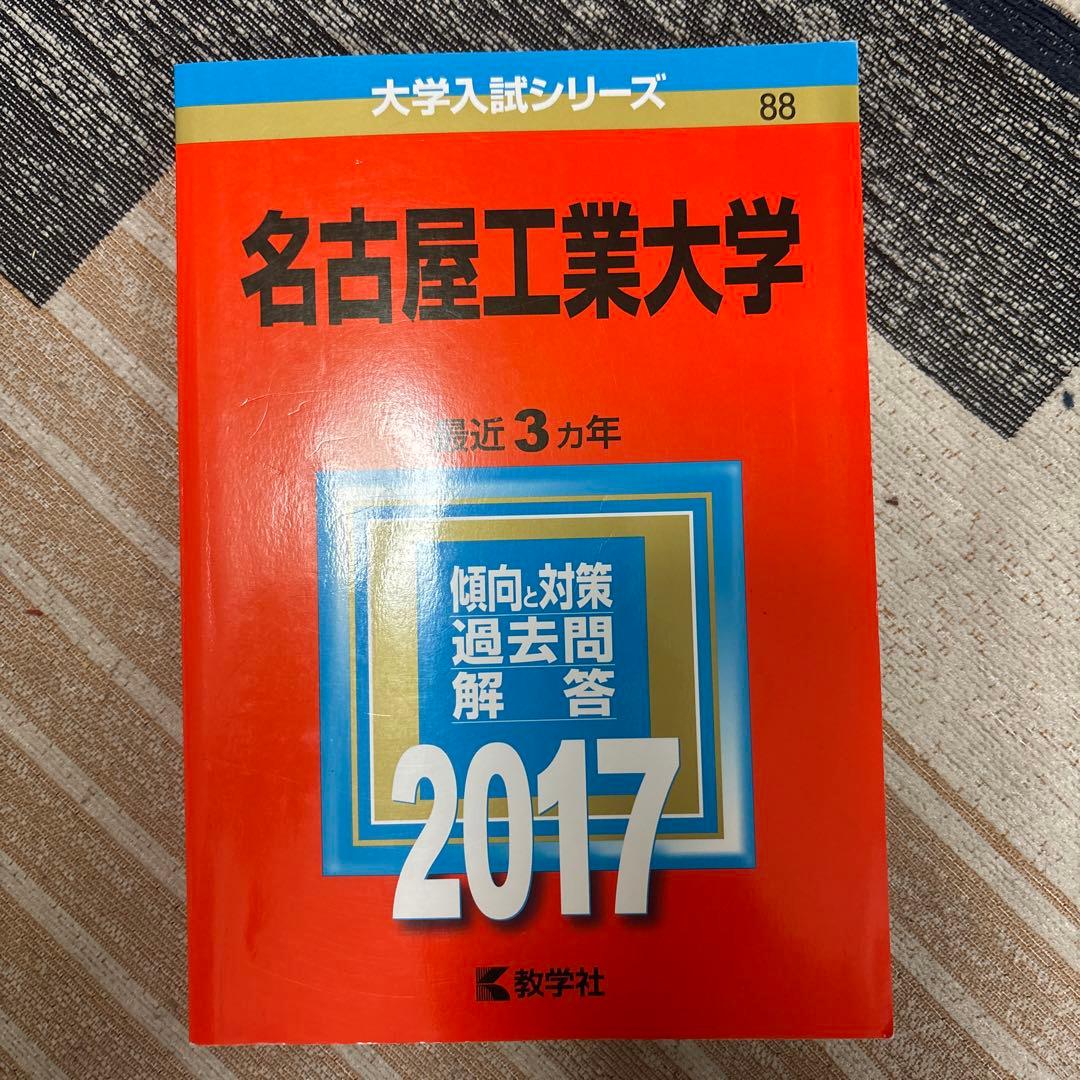 大学入試シリーズ
88
名古屋工業大学
最近3ヵ年
傾向と対策
過去問
解答
2017
教学社